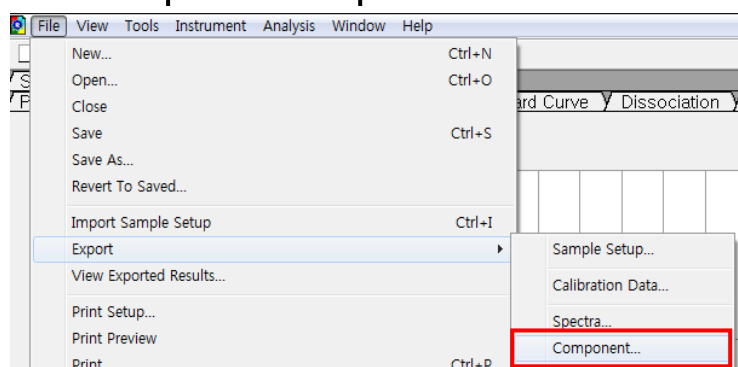 File View Tools Instrument Analysis Window Help
New... Ctrl+N
Open... Ctrl+O
Close
Save Ctrl+S
Save As...
Revert To Saved...
Import Sample Setup Ctrl+I
Export
View Exported Results...
Print Setup...
Print Preview
Print Ctrl+P
Curve Dissociation
Sample Setup...
Calibration Data...
Spectra...
Component...